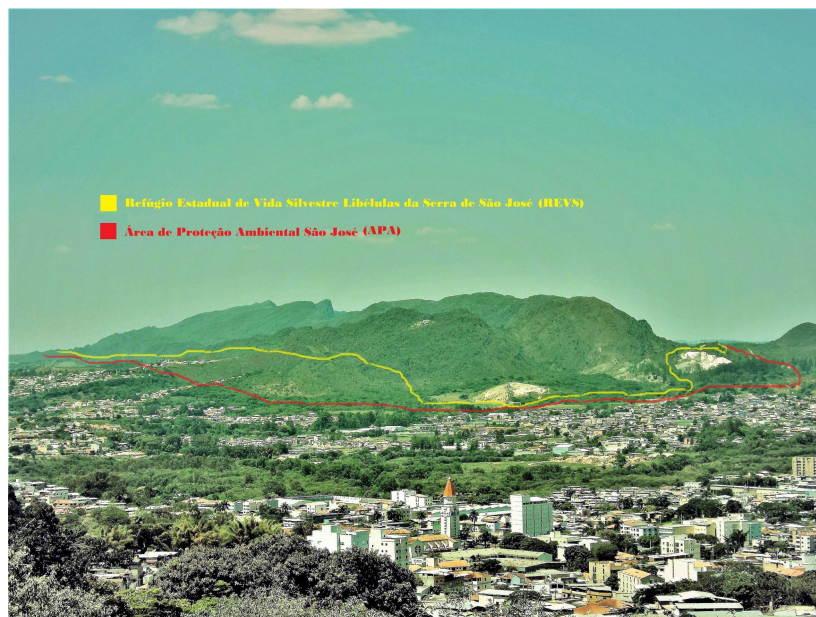 Refúgio Estadual de Vida Silvestre Libélulas da Serra de São José (REVS)
Área de Proteção Ambiental São José (APA)